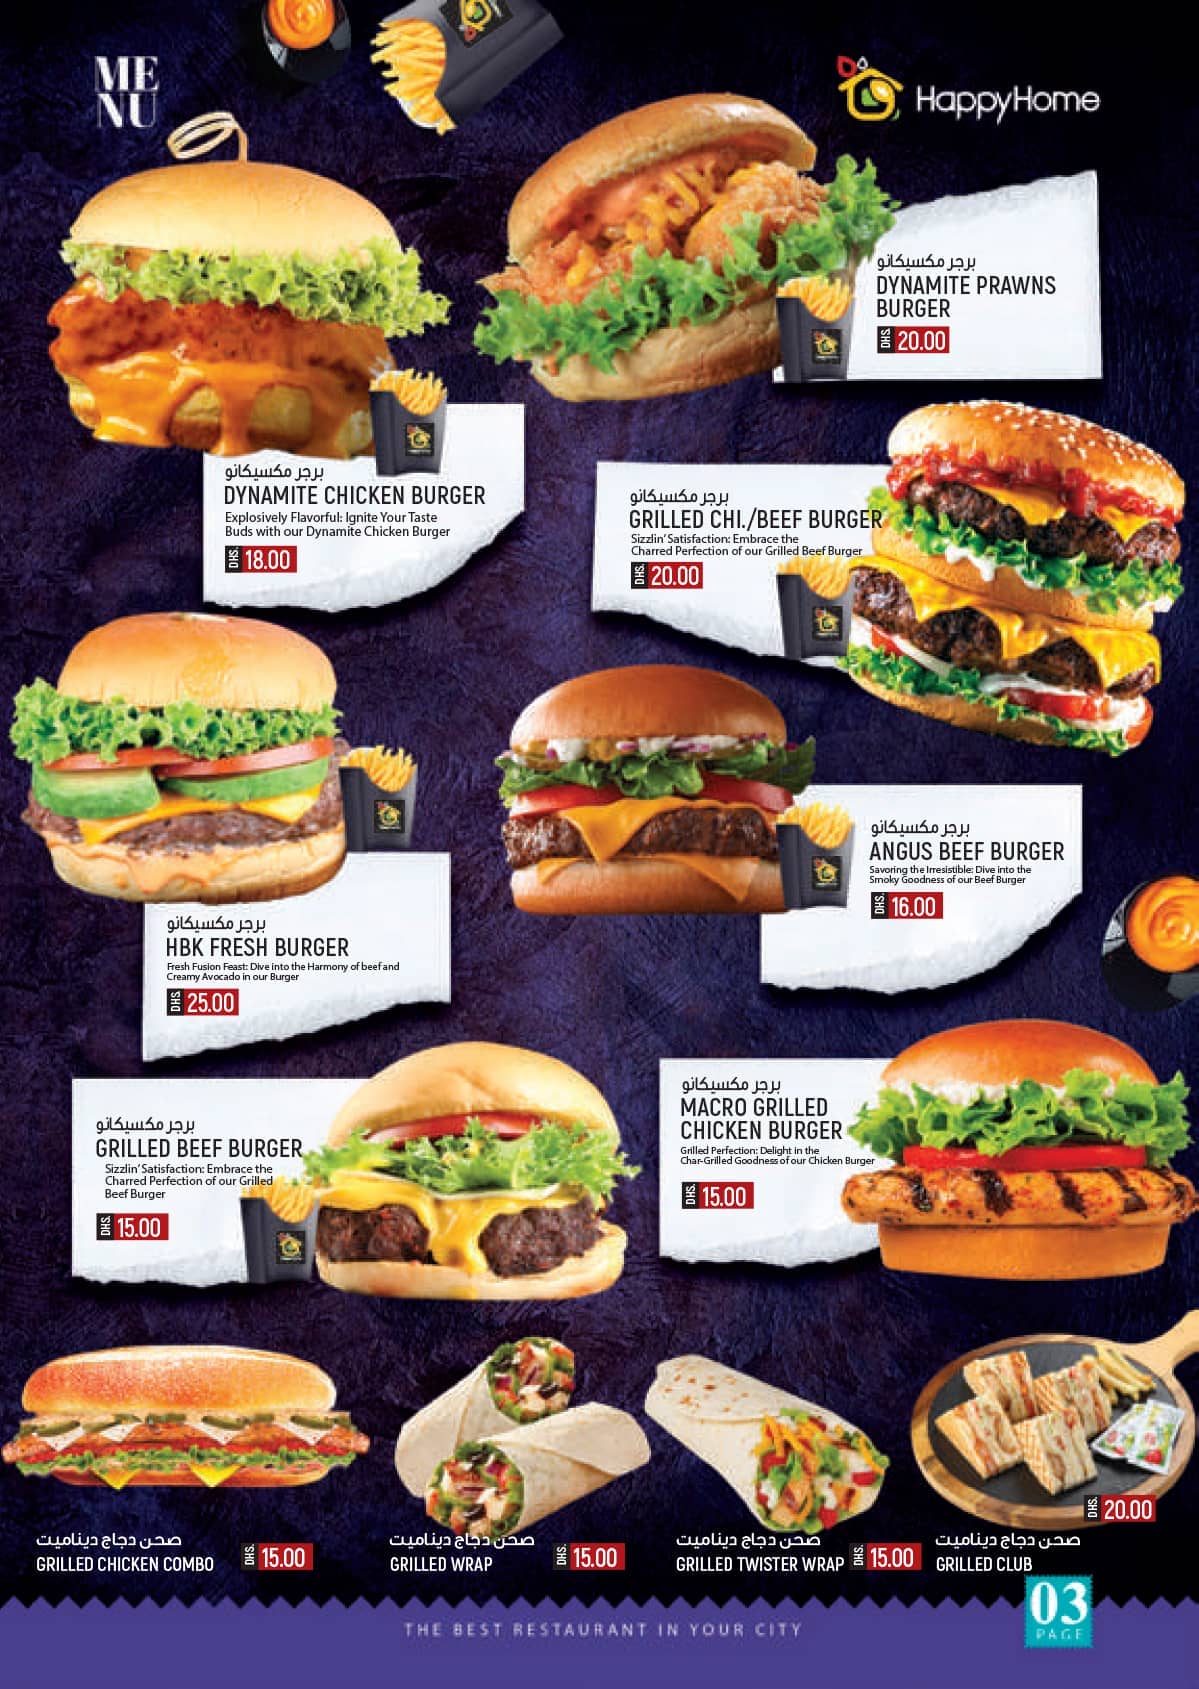 ME
NU
HappyHome
برجر مكسيكانو
DYNAMITE PRAWNS
BURGER
DHS. 20.00
برجر مكسيكانو
DYNAMITE CHICKEN BURGER
Explosively Flavorful: Ignite Your Taste
Buds with our Dynamite Chicken Burger
DHS. 18.00
برجر مكسيكانو
GRILLED CHI./BEEF BURGER
Sizzlin' Satisfaction: Embrace the
Charred Perfection of our Grilled Beef Burger
DHS. 20.00
برجر مكسيكانو
ANGUS BEEF BURGER
Savoring the Irresistible: Dive into the
Smoky Goodness of our Beef Burger
DHS. 16.00
برجر مكسيكانو
HBK FRESH BURGER
Fresh Fusion Feast: Dive into the Harmony of beef and
Creamy Avocado in our Burger
DHS. 25.00
برجر مكسيكانو
GRILLED BEEF BURGER
Sizzlin' Satisfaction: Embrace the
Charred Perfection of our Grilled
Beef Burger
DHS. 15.00
برجر مكسيكانو
MACRO GRILLED
CHICKEN BURGER
Grilled Perfection: Delight in the
Char-Grilled Goodness of our Chicken Burger
DHS. 15.00
صحن دجاج ديناميت
GRILLED CHICKEN COMBO
DHS. 15.00
صحن دجاج ديناميت
GRILLED WRAP
DHS. 15.00
صحن دجاج ديناميت
GRILLED TWISTER WRAP
DHS. 15.00
DHS. 20.00
صحن دجاج ديناميت
GRILLED CLUB
03
PAGE
THE BEST RESTAURANT IN YOUR CITY